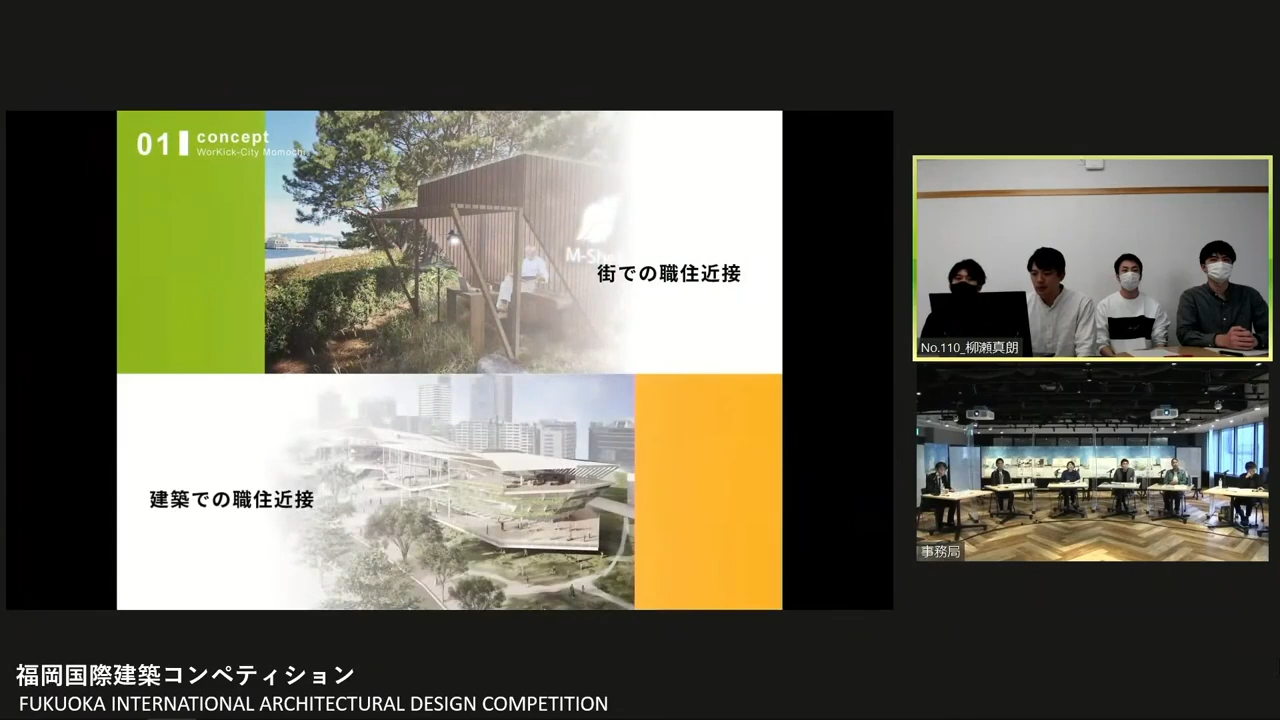 01
concept
WorKick-City Momochi
M-She
街での職住近接
建築での職住近接
No.110_柳瀬真朗
事務局
福岡国際建築コンペティション
FUKUOKA INTERNATIONAL ARCHITECTURAL DESIGN COMPETITION